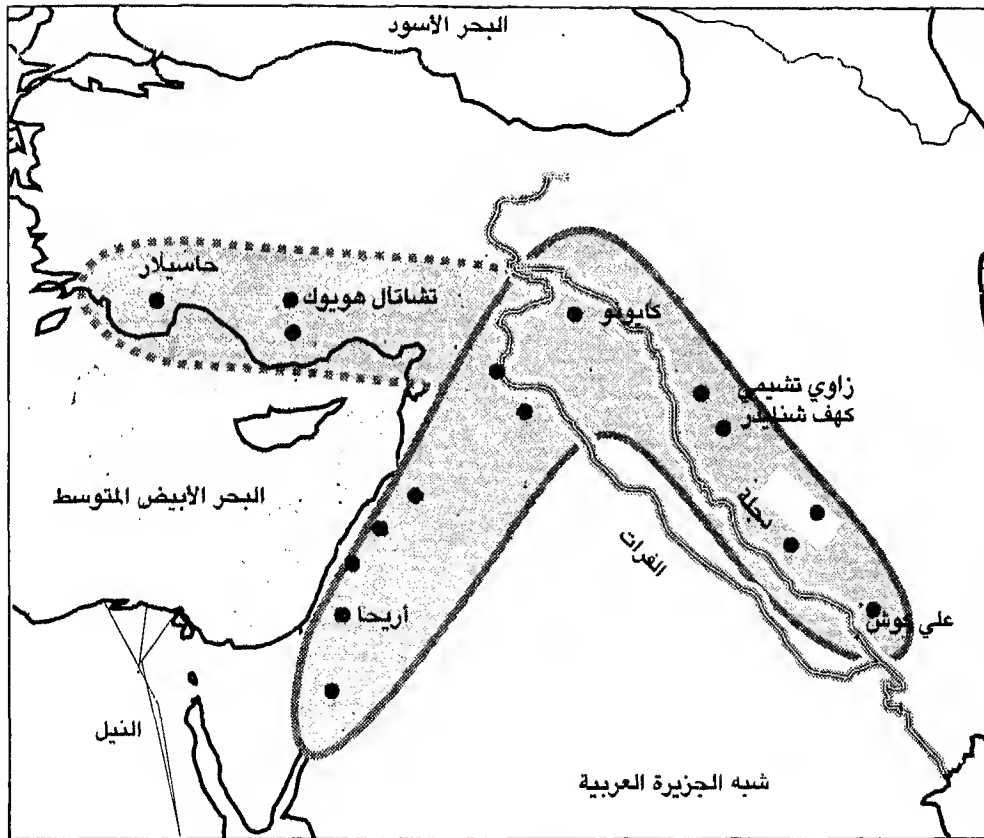 البحر الأسود
حاسيلار
تشاتال هويوك
كايونو
زاوي تشيمي
كهف شنايدر
البحر الأبيض المتوسط
دجلة
الفرات
أريحا
علي كوش
النيل
شبه الجزيرة العربية